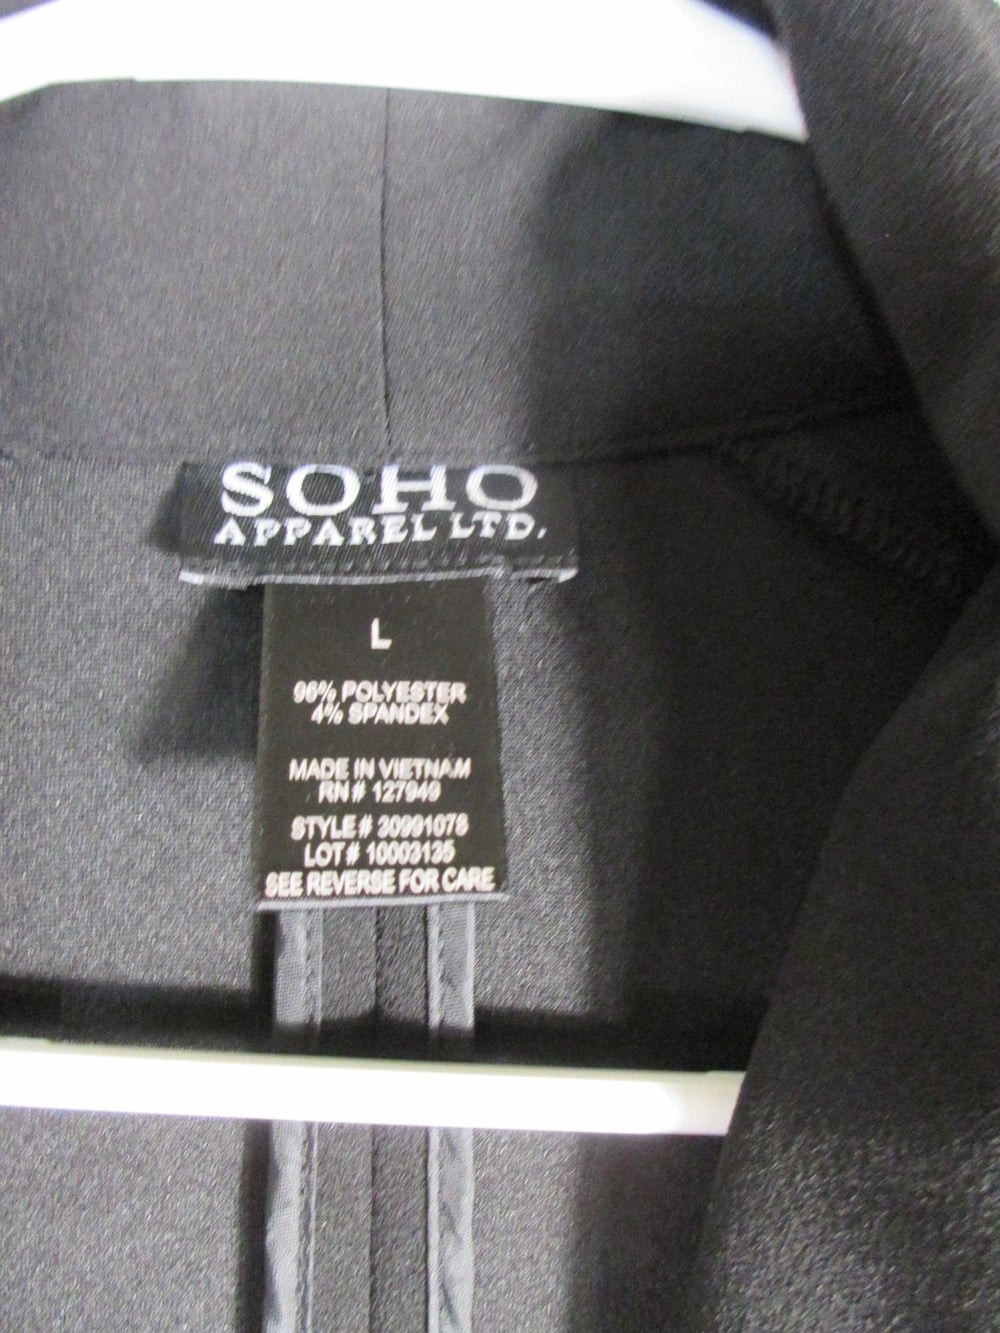 SOHO
APPAREL LTD.
L
96% POLYESTER
4% SPANDEX
MADE IN VIETNAM
RN# 127949
STYLE# 30991078
LOT# 10003135
SEE REVERSE FOR CARE